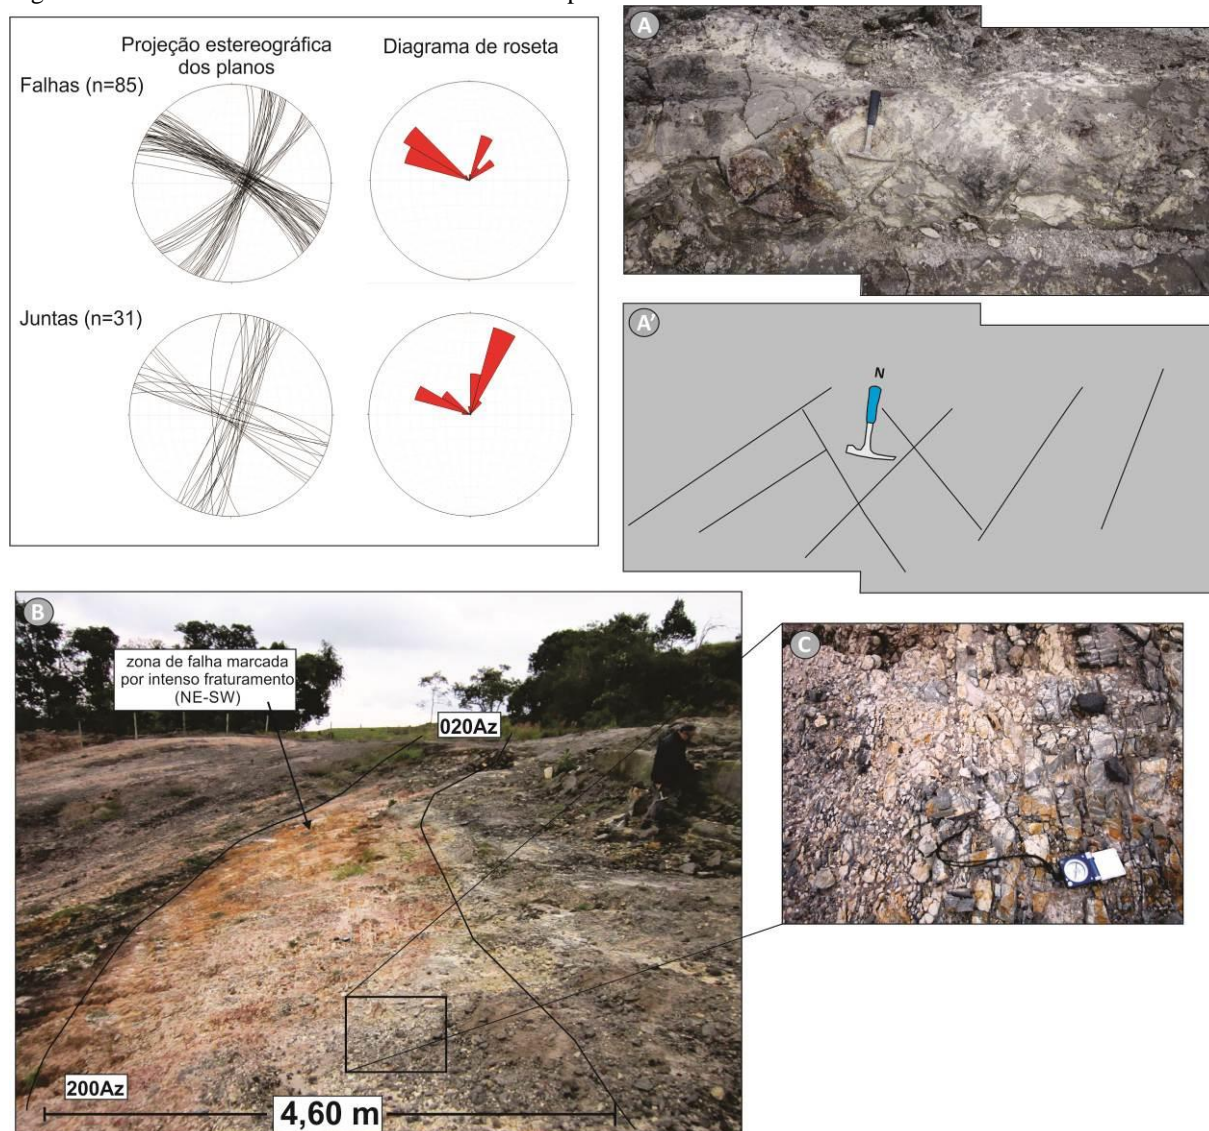 Projeção estereográfica
dos planos
Diagrama de roseta
Falhas (n=85)
Juntas (n=31)
A
A'
N
B
zona de falha marcada
por intenso fraturamento
(NE-SW)
020Az
200Az
4,60 m
C